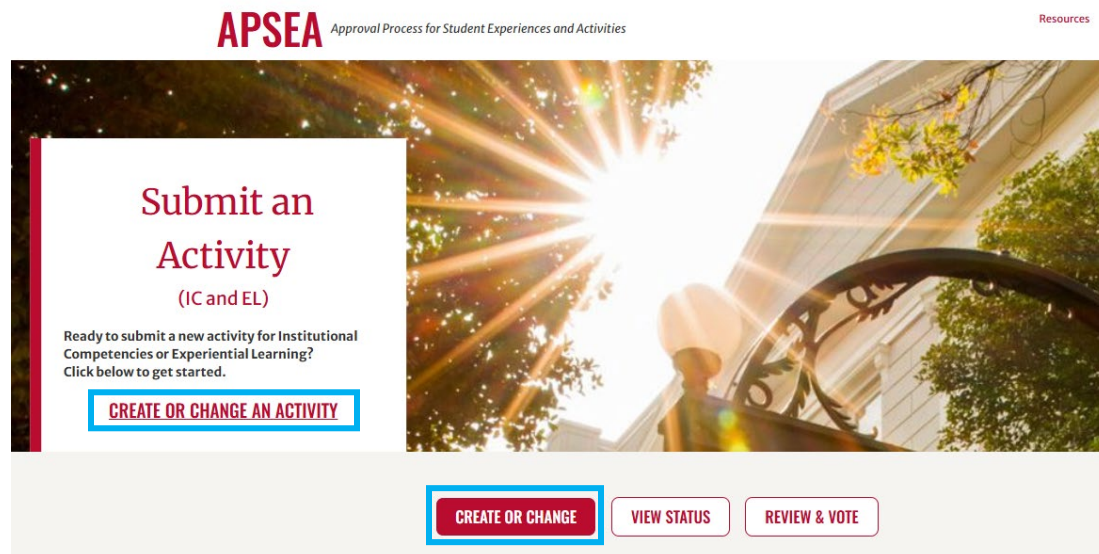 APSEA Approval Process for Student Experiences and Activities
Resources
Submit an
Activity
(IC and EL)
Ready to submit a new activity for Institutional
Competencies or Experiential Learning?
Click below to get started.
CREATE OR CHANGE AN ACTIVITY
CREATE OR CHANGE
VIEW STATUS
REVIEW & VOTE